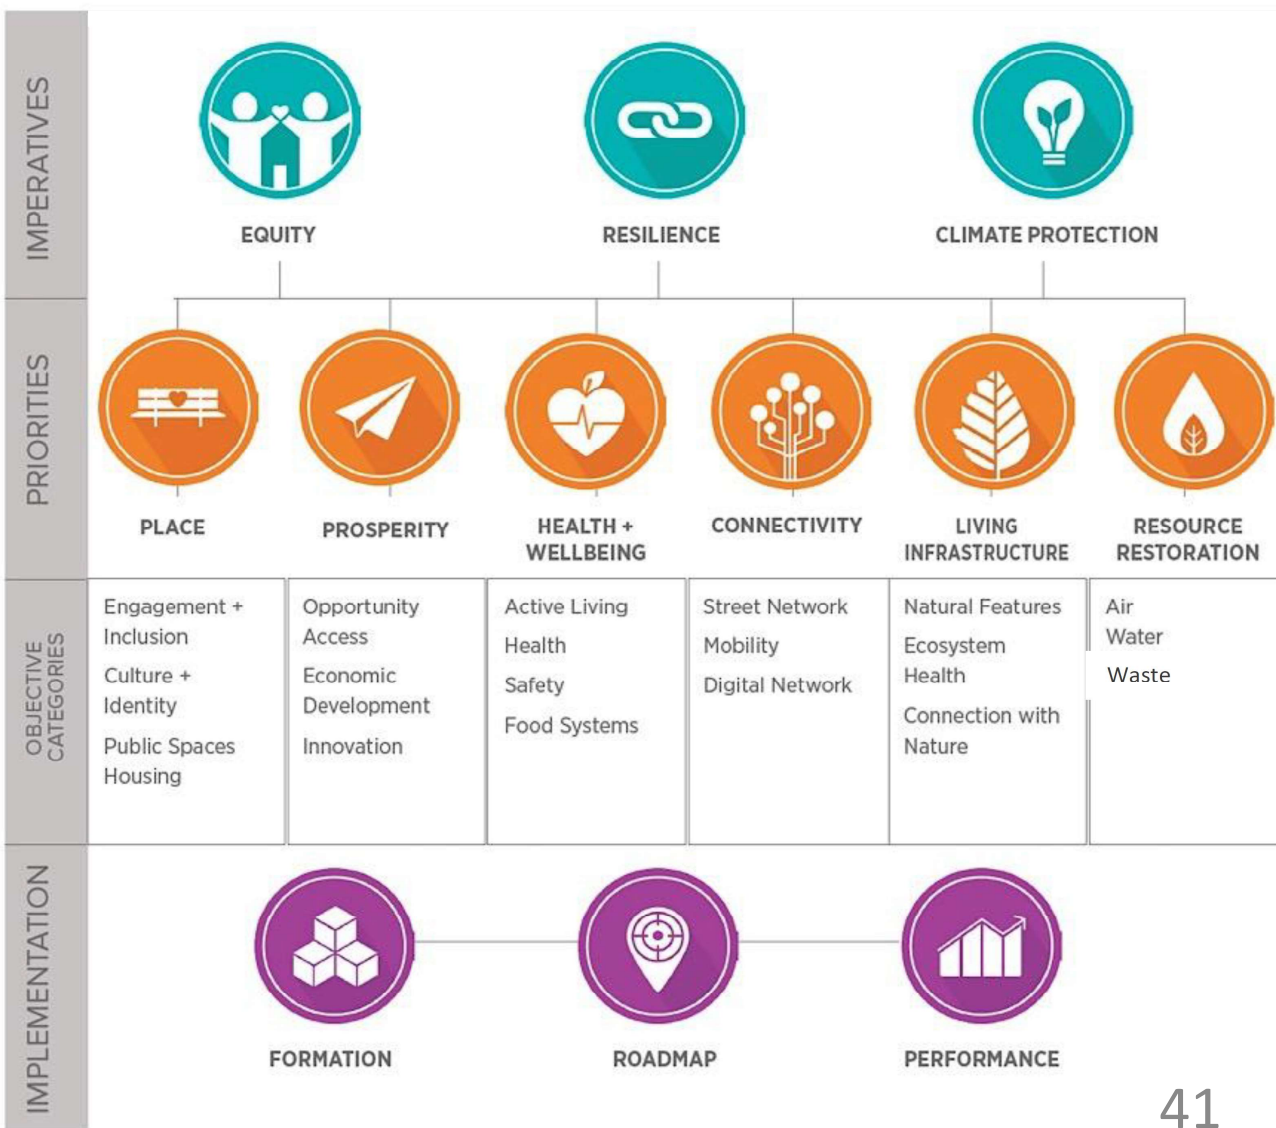 IMPERATIVES
EQUITY
RESILIENCE
CLIMATE PROTECTION
PRIORITIES
PLACE
PROSPERITY
HEALTH +
WELLBEING
CONNECTIVITY
LIVING
INFRASTRUCTURE
RESOURCE
RESTORATION
OBJECTIVE
CATEGORIES
Engagement +
Inclusion
Culture +
Identity
Public Spaces
Housing
Opportunity
Access
Economic
Development
Innovation
Active Living
Health
Safety
Food Systems
Street Network
Mobility
Digital Network
Natural Features
Ecosystem
Health
Connection with
Nature
Air
Water
Waste
IMPLEMENTATION
FORMATION
ROADMAP
PERFORMANCE
41